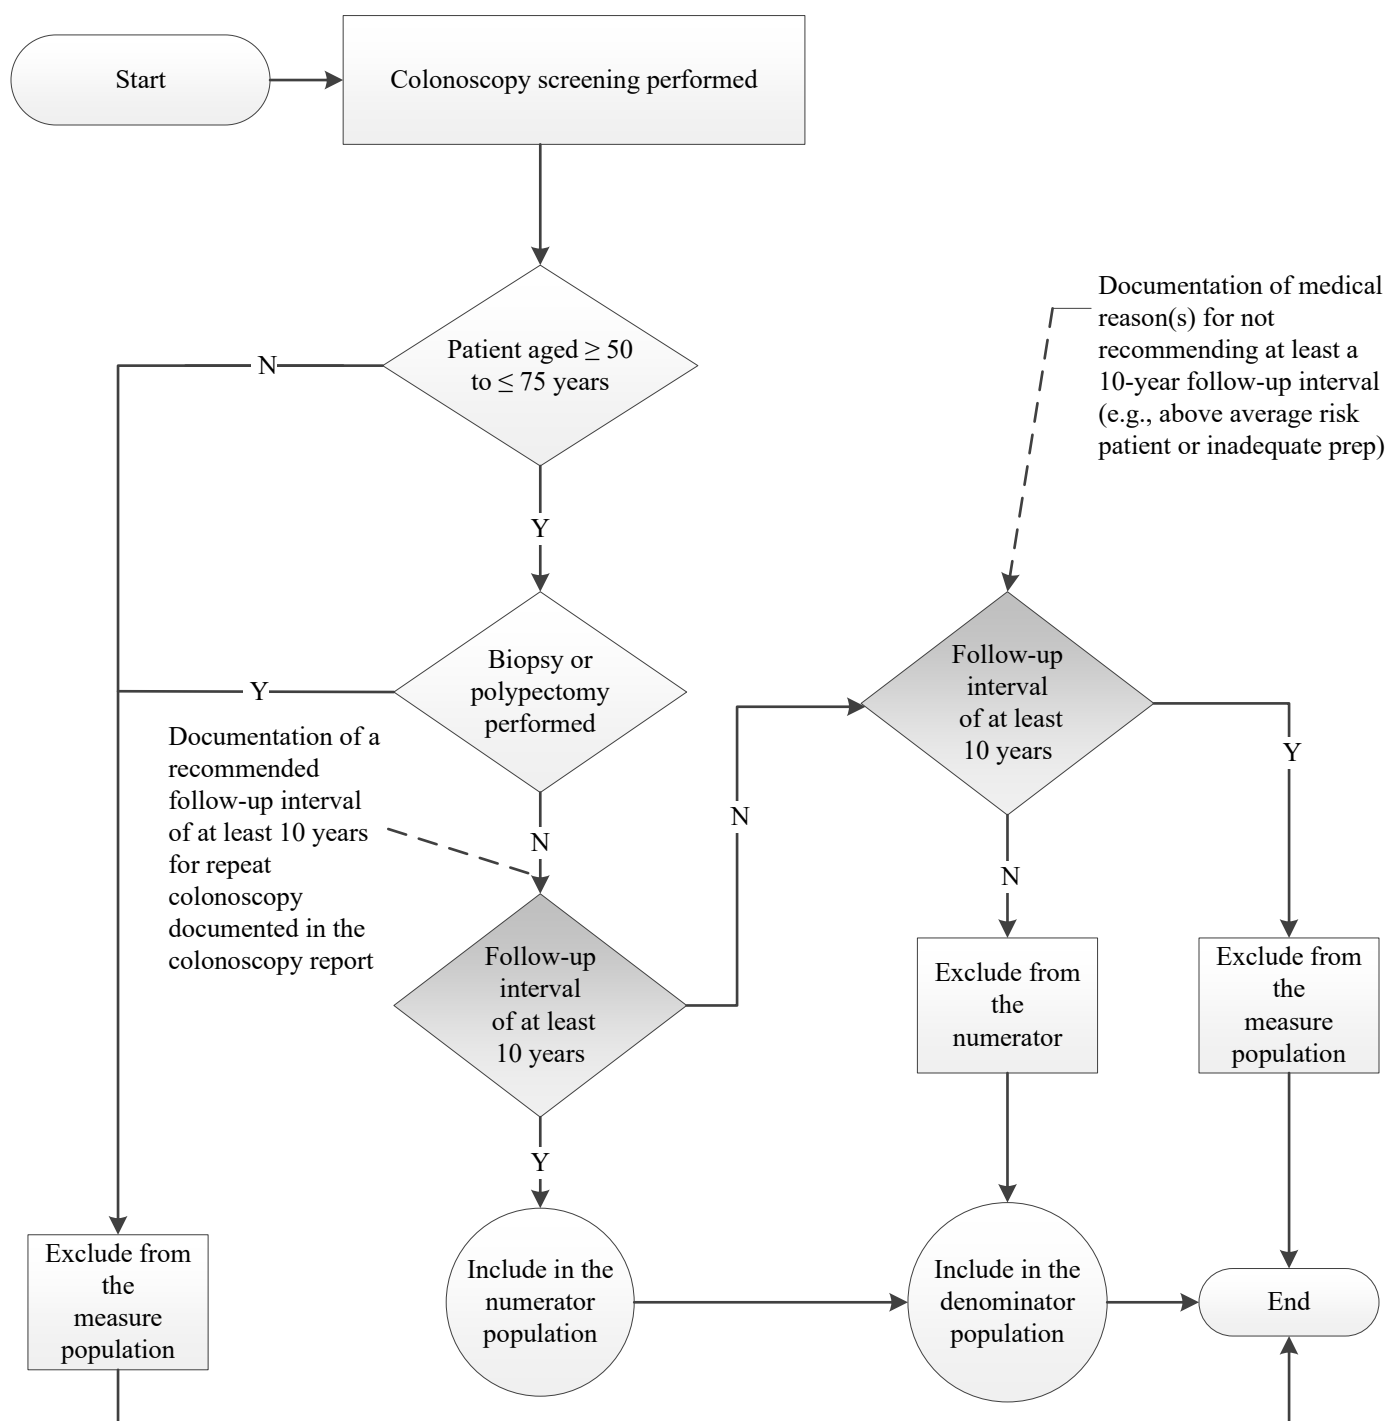 Start
Colonoscopy screening performed
Patient aged ≥ 50
to ≤ 75 years
N
Y
Documentation of medical
reason(s) for not
recommending at least a
10-year follow-up interval
(e.g., above average risk
patient or inadequate prep)
Biopsy or
polypectomy
performed
Y
N
Documentation of a
recommended
follow-up interval
of at least 10 years
for repeat
colonoscopy
documented in the
colonoscopy report
Follow-up
interval
of at least
10 years
N
Y
Follow-up
interval
of at least
10 years
N
Y
Exclude from
the
numerator
Exclude from
the
measure
population
Exclude from
the
measure
population
Include in the
numerator
population
Include in the
denominator
population
End